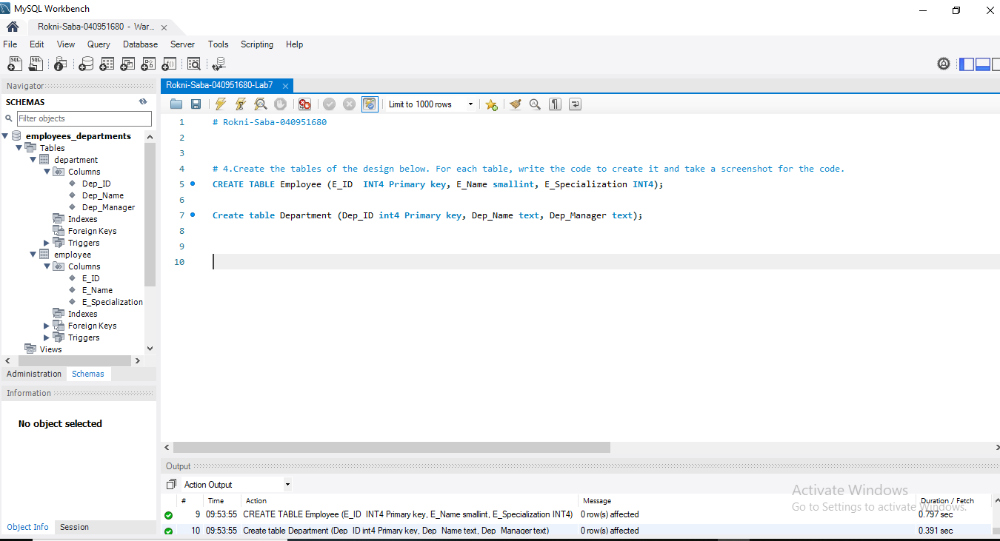 MySQL Workbench
Rokni-Saba-040951680 - War...
File Edit View Query Database Server Tools Scripting Help
Navigator
SCHEMAS
Filter objects
employees_departments
Tables
department
Columns
Dep_ID
Dep_Name
Dep_Manager
Indexes
Foreign Keys
Triggers
employee
Columns
E_ID
E_Name
E_Specialization
Indexes
Foreign Keys
Triggers
Views
Administration Schemas
Information
No object selected
Object Info Session
Rokni-Saba-040951680-Lab7
Limit to 1000 rows
1 # Rokni-Saba-040951680
2
3
4 # 4.Create the tables of the design below. For each table, write the code to create it and take a screenshot for the code.
5 CREATE TABLE Employee (E_ID  INT4 Primary key, E_Name smallint, E_Specialization INT4);
6
7 Create table Department (Dep_ID int4 Primary key, Dep_Name text, Dep_Manager text);
8
9
10
Output
Action Output
# Time Action Message Duration / Fetch
9 09:53:55 CREATE TABLE Employee (E_ID  INT4 Primary key, E_Name smallint, E_Specialization INT4) 0 row(s) affected 0.797 sec
10 09:53:55 Create table Department (Dep_ID int4 Primary key, Dep_Name text, Dep_Manager text) 0 row(s) affected 0.391 sec
Activate Windows
Go to Settings to activate Windows.